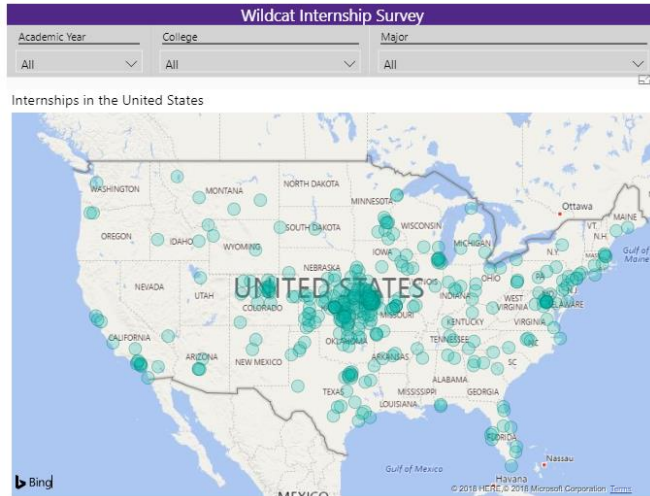 Wildcat Internship Survey
Academic Year College Major
All All All
Internships in the United States
Ottawa
WASHINGTON MONTANA NORTH DAKOTA MINNESOTA MAINE
VT.
OREGON IDAHO SOUTH DAKOTA WISCONSIN MICHIGAN N.Y. N.H.
Gulf of
Maine
WYOMING IOWA
NEBRASKA
NEVADA UTAH UNITED STATES OHIO PA
COLORADO INDIANA WEST
VIRGINIA DELAWARE
MISSOURI KENTUCKY VIRGINIA
CALIFORNIA OKLAHOMA TENNESSEE NC
ARIZONA NEW MEXICO ARKANSAS SC
ALABAMA
TEXAS MISSISSIPPI GEORGIA
LOUISIANA
FLORIDA
Nassau
Gulf of Mexico
Havana
Bing MEXICO © 2018 HERE, © 2018 Microsoft Corporation Terms